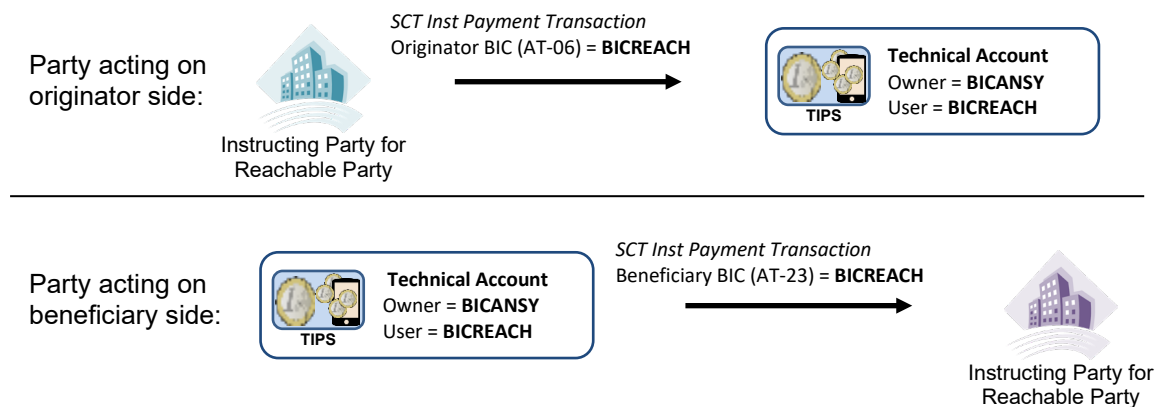 SCT Inst Payment Transaction
Originator BIC (AT-06) = BICREACH
Party acting on
originator side:
Instructing Party for
Reachable Party
TIPS
Technical Account
Owner = BICANSY
User = BICREACH
Party acting on
beneficiary side:
TIPS
Technical Account
Owner = BICANSY
User = BICREACH
SCT Inst Payment Transaction
Beneficiary BIC (AT-23) = BICREACH
Instructing Party for
Reachable Party